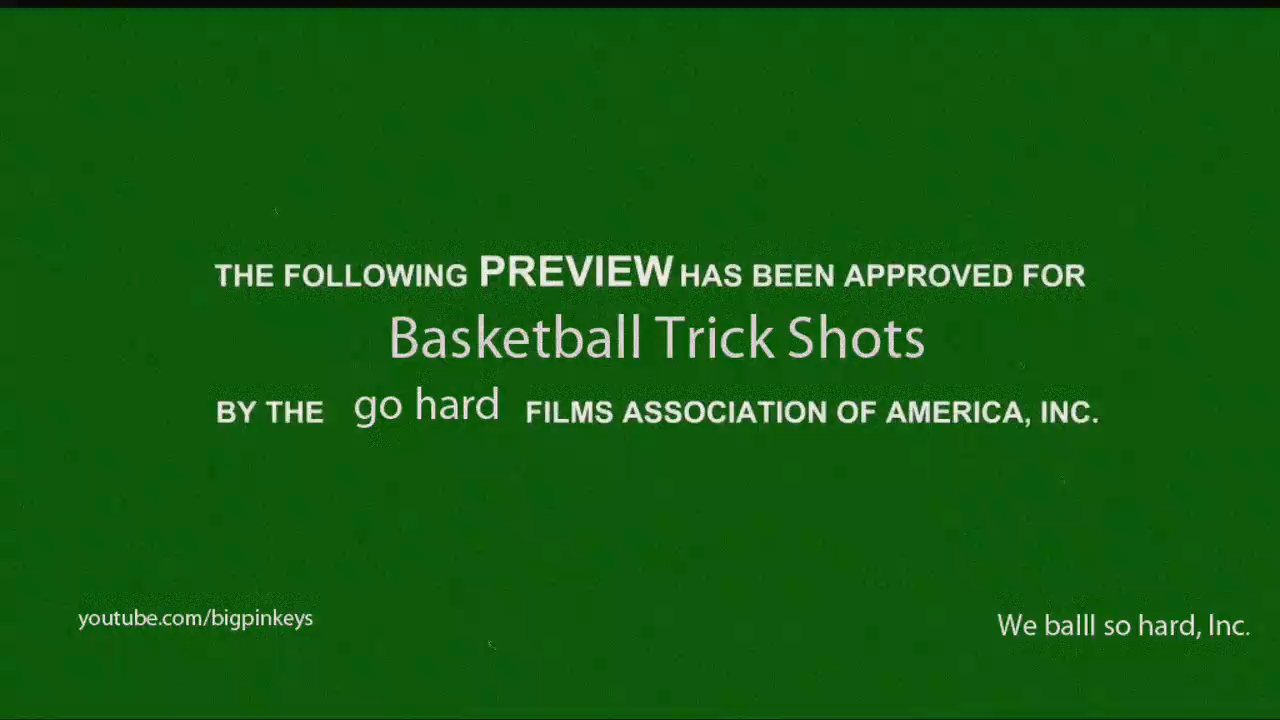 THE FOLLOWING PREVIEW HAS BEEN APPROVED FOR
Basketball Trick Shots
BY THE go hard FILMS ASSOCIATION OF AMERICA, INC.
youtube.com/bigpinkeys
We balll so hard, Inc.